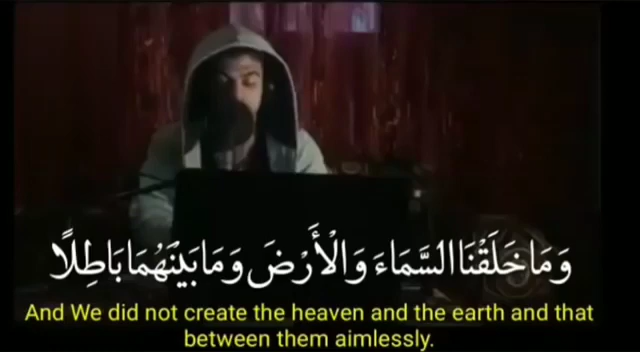 وَمَا خَلَقْنَا السَّمَاءَ وَالْأَرْضَ وَمَا بَيْنَهُمَا بَاطِلًا
And We did not create the heaven and the earth and that
between them aimlessly.